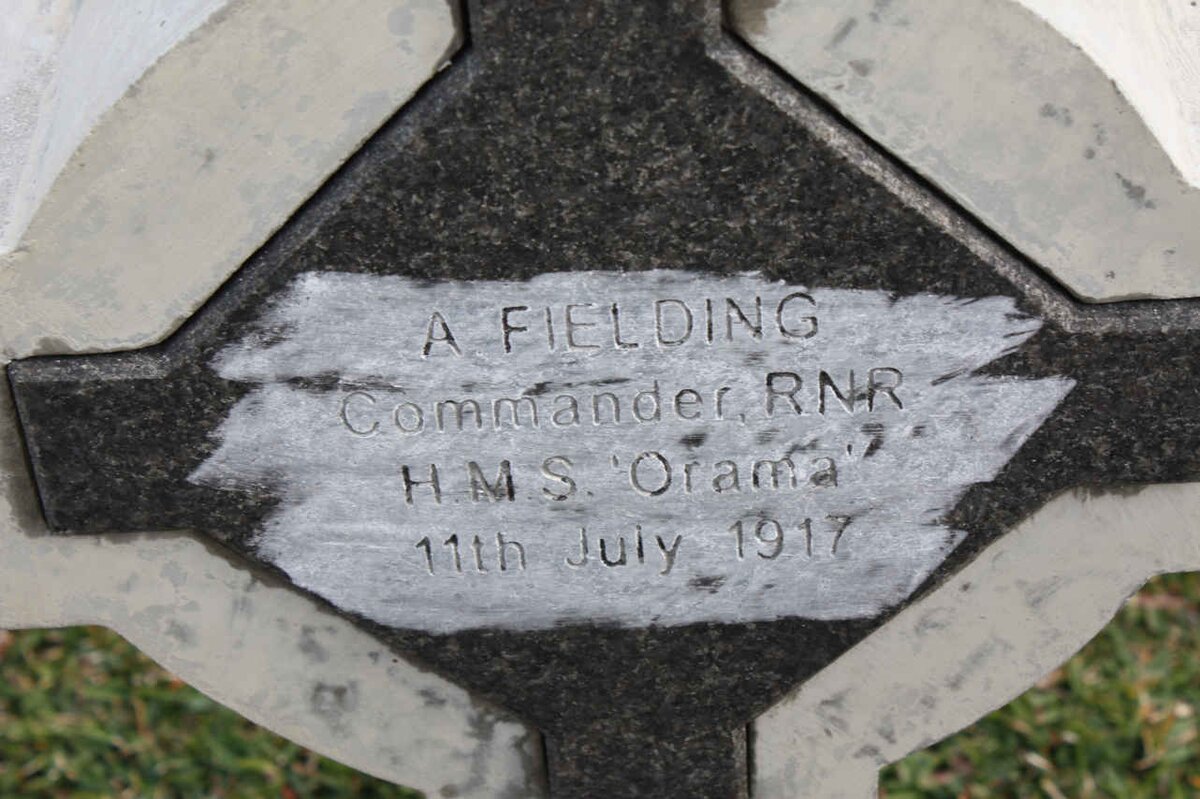 A FIELDING
Commander, RNR
H.M.S. 'Orama'
11th July 1917